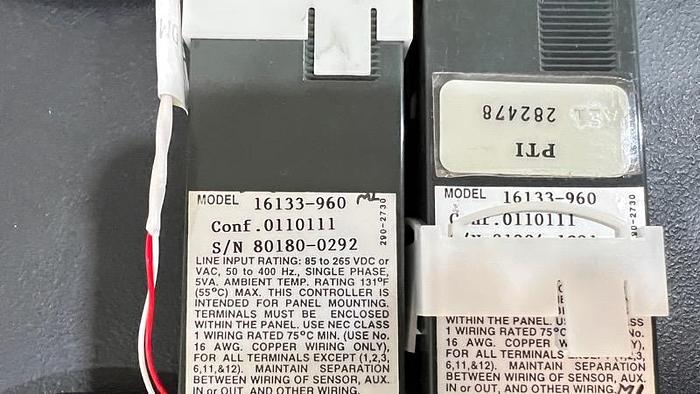 MODEL 16133-960
Conf.0110111
S/N 80180-0292
290-2730
LINE INPUT RATING: 85 to 265 VDC or
VAC, 50 to 400 Hz., SINGLE PHASE,
5VA. AMBIENT TEMP. RATING 131°F
(55°C) MAX. THIS CONTROLLER IS
INTENDED FOR PANEL MOUNTING.
TERMINALS MUST BE ENCLOSED
WITHIN THE PANEL. USE NEC CLASS
1 WIRING RATED 75°C MIN. (USE No.
16 AWG. COPPER WIRING ONLY),
FOR ALL TERMINALS EXCEPT (1,2,3,
6,11,&12). MAINTAIN SEPARATION
BETWEEN WIRING OF SENSOR, AUX.
IN or OUT, AND OTHER WIRING.
PTI
282478
MODEL 16133-960
Conf.0110111
290-2730
WITHIN THE PANEL.
1 WIRING RATED 75°C No.
16 AWG. COPPER WIRING
FOR ALL TERMINALS EXCEPT (1,2,3,
6,11,&12). MAINTAIN SEPARATION
BETWEEN WIRING OF SENSOR, AUX.
IN or OUT, AND OTHER WIRING.